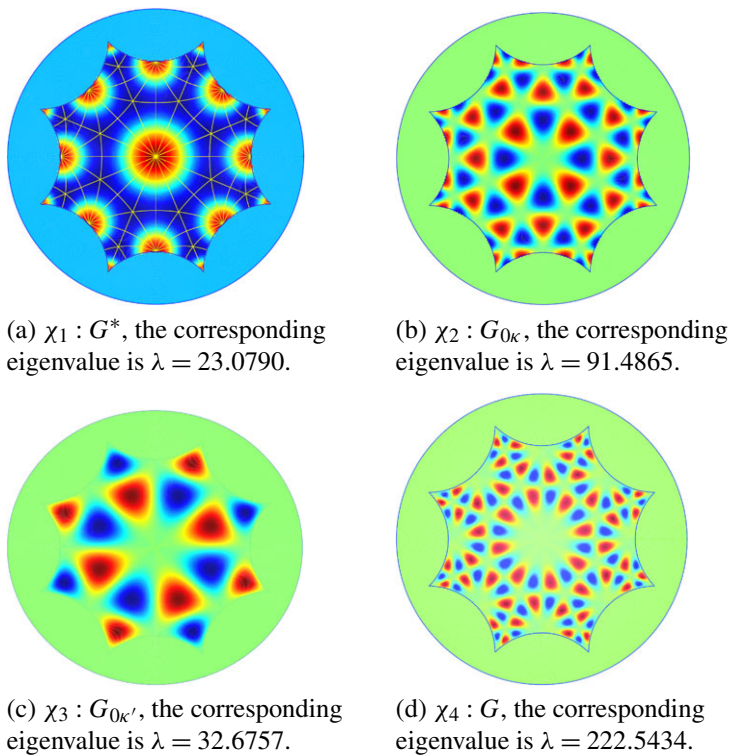 (a) χ₁ : G*, the corresponding
eigenvalue is λ = 23.0790.
(b) χ₂ : G₀κ, the corresponding
eigenvalue is λ = 91.4865.
(c) χ₃ : G₀κ′, the corresponding
eigenvalue is λ = 32.6757.
(d) χ₄ : G, the corresponding
eigenvalue is λ = 222.5434.